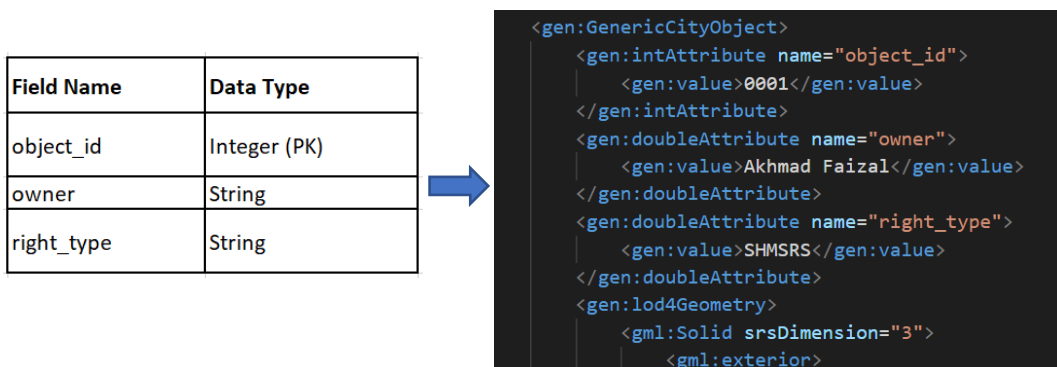 Field Name Data Type
object_id Integer (PK)
owner String
right_type String
<gen:GenericCityObject>
<gen:intAttribute name="object_id">
<gen:value>0001</gen:value>
</gen:intAttribute>
<gen:doubleAttribute name="owner">
<gen:value>Akhmad Faizal</gen:value>
</gen:doubleAttribute>
<gen:doubleAttribute name="right_type">
<gen:value>SHMSRS</gen:value>
</gen:doubleAttribute>
<gen:lod4Geometry>
<gml:Solid srsDimension="3">
<gml:exterior>